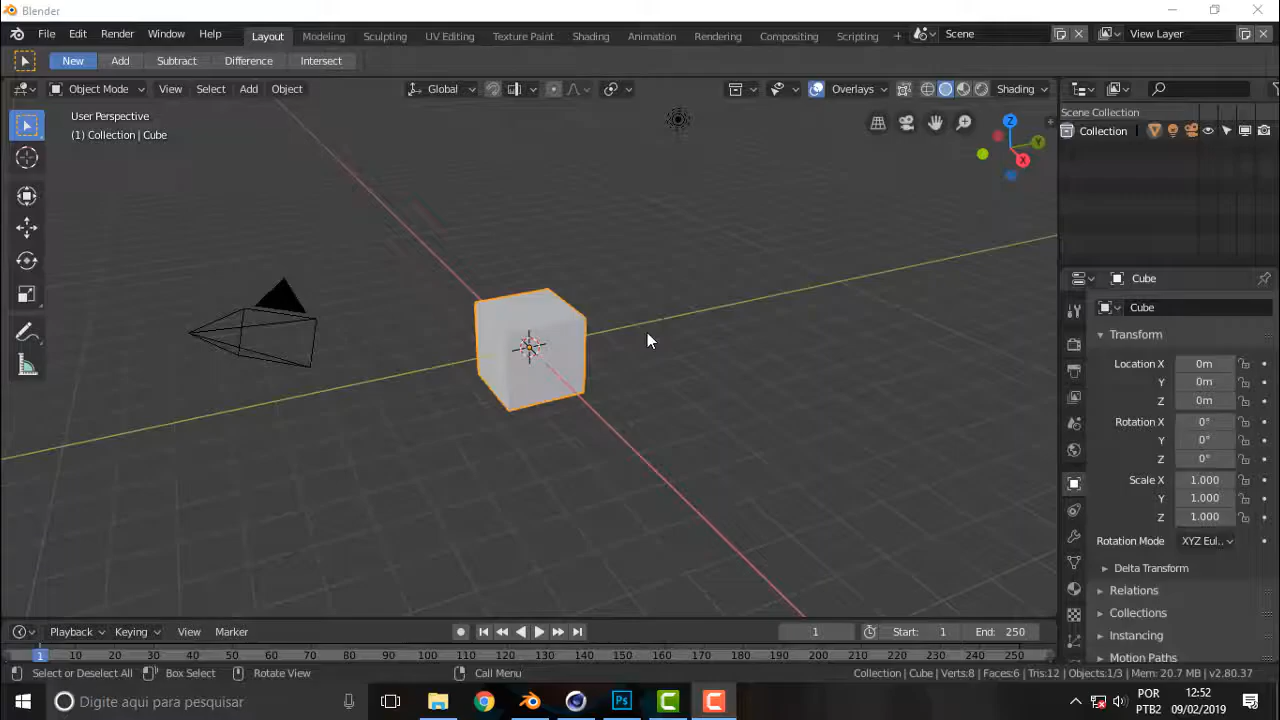 Blender
File Edit Render Window Help Layout Modeling Sculpting UV Editing Texture Paint Shading Animation Rendering Compositing Scripting + Scene View Layer
New Add Subtract Difference Intersect
Object Mode View Select Add Object Global Overlays Shading
User Perspective
(1) Collection | Cube
Z
Y
X
Scene Collection
Collection
Cube
Cube
Transform
Location X 0m
Y 0m
Z 0m
Rotation X 0°
Y 0°
Z 0°
Scale X 1.000
Y 1.000
Z 1.000
Rotation Mode XYZ Eul..
Delta Transform
Relations
Collections
Instancing
Motion Paths
Playback Keying View Marker 1 Start: 1 End: 250
1 10 20 30 40 50 60 70 80 90 100 110 120 130 140 150 160 170 180 190 200 210 220 230 240 250
Select or Deselect All Box Select Rotate View Call Menu Collection | Cube | Verts:8 | Faces:6 | Tris:12 | Objects:1/3 | Mem: 20.7 MB | v2.80.37
Digite aqui para pesquisar
Ps
C
C
POR
PTB2
12:52
09/02/2019